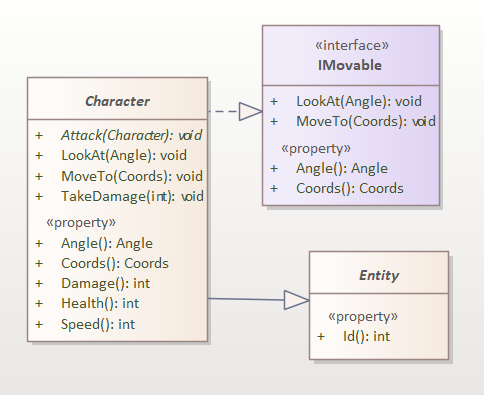 Character
+ Attack(Character): void
+ LookAt(Angle): void
+ MoveTo(Coords): void
+ TakeDamage(int): void
«property»
+ Angle(): Angle
+ Coords(): Coords
+ Damage(): int
+ Health(): int
+ Speed(): int
«interface»
IMovable
+ LookAt(Angle): void
+ MoveTo(Coords): void
«property»
+ Angle(): Angle
+ Coords(): Coords
Entity
«property»
+ Id(): int